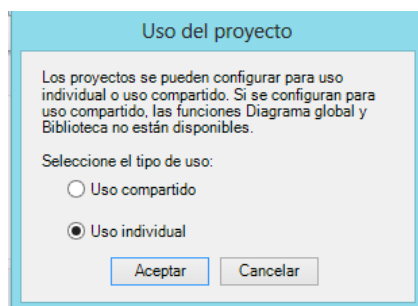 Uso del proyecto
Los proyectos se pueden configurar para uso
individual o uso compartido. Si se configuran para
uso compartido, las funciones Diagrama global y
Biblioteca no están disponibles.
Seleccione el tipo de uso:
Uso compartido
Uso individual
Aceptar Cancelar